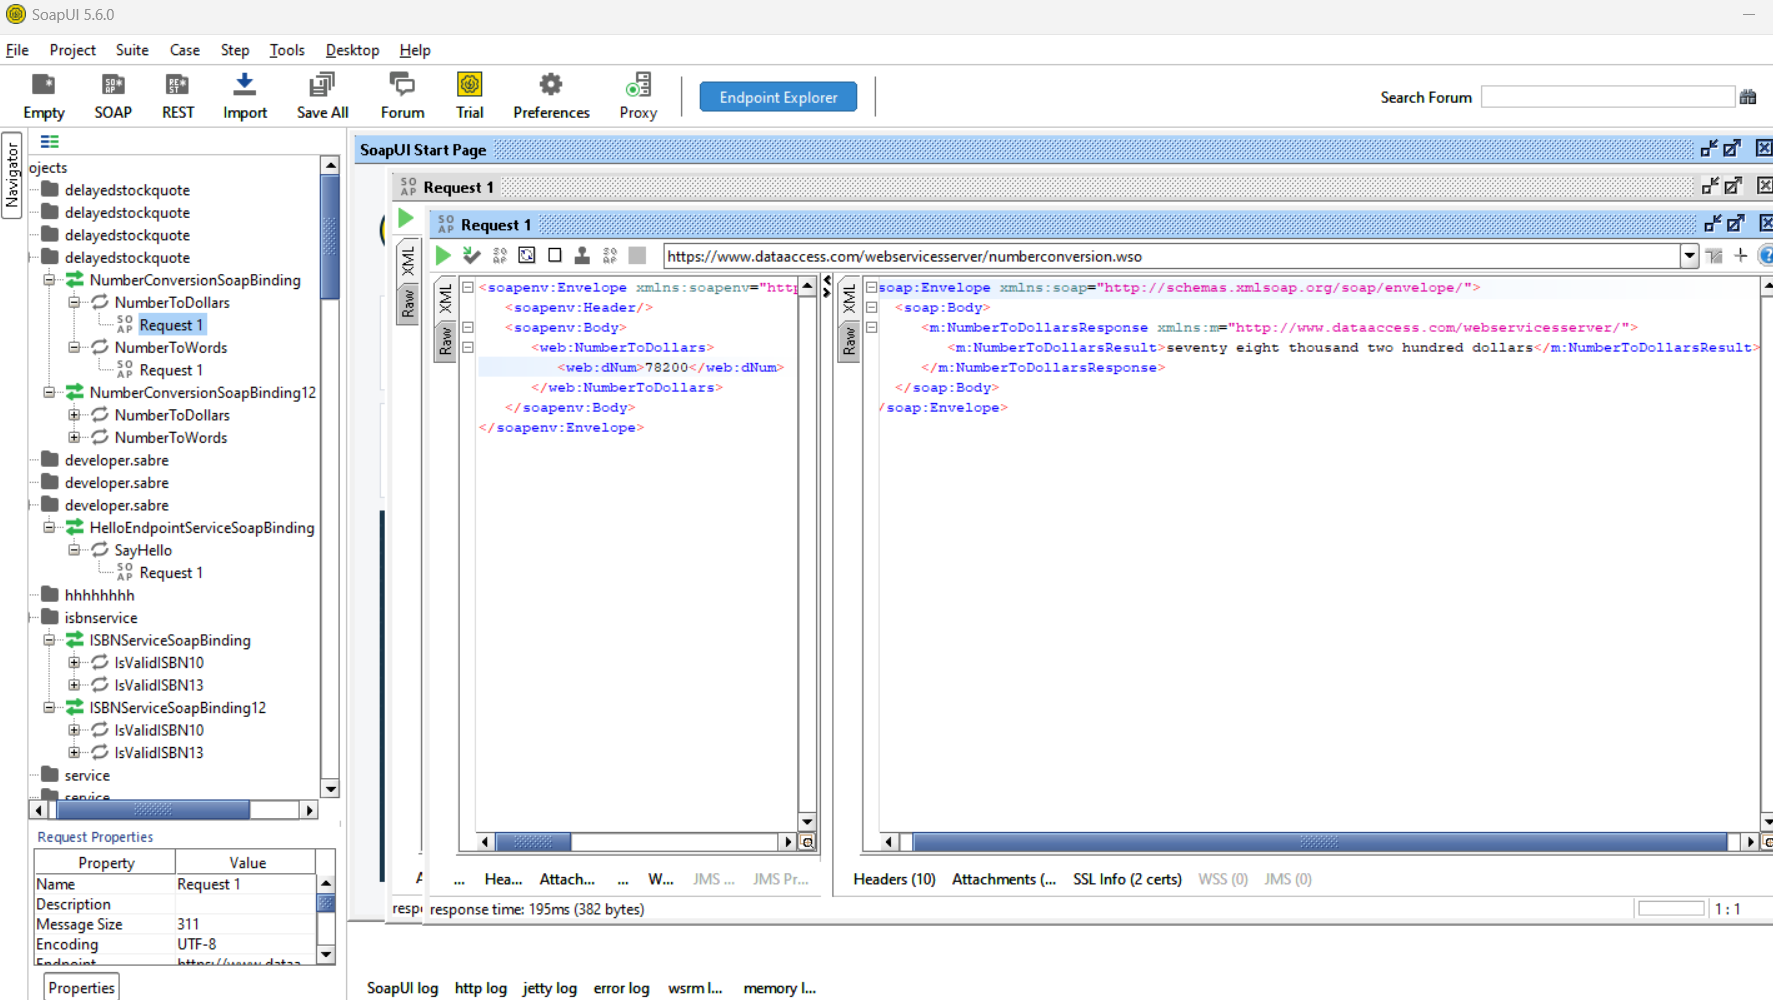 SoapUI 5.6.0
File Project Suite Case Step Tools Desktop Help
Empty SOAP REST Import Save All Forum Trial Preferences Proxy Endpoint Explorer Search Forum
Navigator
ojects
delayedstockquote
delayedstockquote
delayedstockquote
delayedstockquote
NumberConversionSoapBinding
NumberToDollars
Request 1
NumberToWords
Request 1
NumberConversionSoapBinding12
NumberToDollars
NumberToWords
developer.sabre
developer.sabre
developer.sabre
HelloEndpointServiceSoapBinding
SayHello
Request 1
hhhhhhhh
isbnservice
ISBNServiceSoapBinding
IsValidISBN10
IsValidISBN13
ISBNServiceSoapBinding12
IsValidISBN10
IsValidISBN13
service
service
Request Properties
Property Value
Name Request 1
Description
Message Size 311
Encoding UTF-8
Endpoint https://www.dataa...
Properties
SoapUI Start Page
SOAP Request 1
XML
Raw
SOAP Request 1
https://www.dataaccess.com/webservicesserver/numberconversion.wso
XML
Raw
<soapenv:Envelope xmlns:soapenv="http
<soapenv:Header/>
<soapenv:Body>
<web:NumberToDollars>
<web:dNum>78200</web:dNum>
</web:NumberToDollars>
</soapenv:Body>
</soapenv:Envelope>
XML
Raw
soap:Envelope xmlns:soap="http://schemas.xmlsoap.org/soap/envelope/">
<soap:Body>
<m:NumberToDollarsResponse xmlns:m="http://www.dataaccess.com/webservicesserver/">
<m:NumberToDollarsResult>seventy eight thousand two hundred dollars</m:NumberToDollarsResult>
</m:NumberToDollarsResponse>
</soap:Body>
/soap:Envelope>
A ... Hea... Attach... ... W... JMS ... JMS Pr...
Headers (10) Attachments (... SSL Info (2 certs) WSS (0) JMS (0)
resp response time: 195ms (382 bytes) 1 : 1
SoapUI log http log jetty log error log wsrm l... memory l...